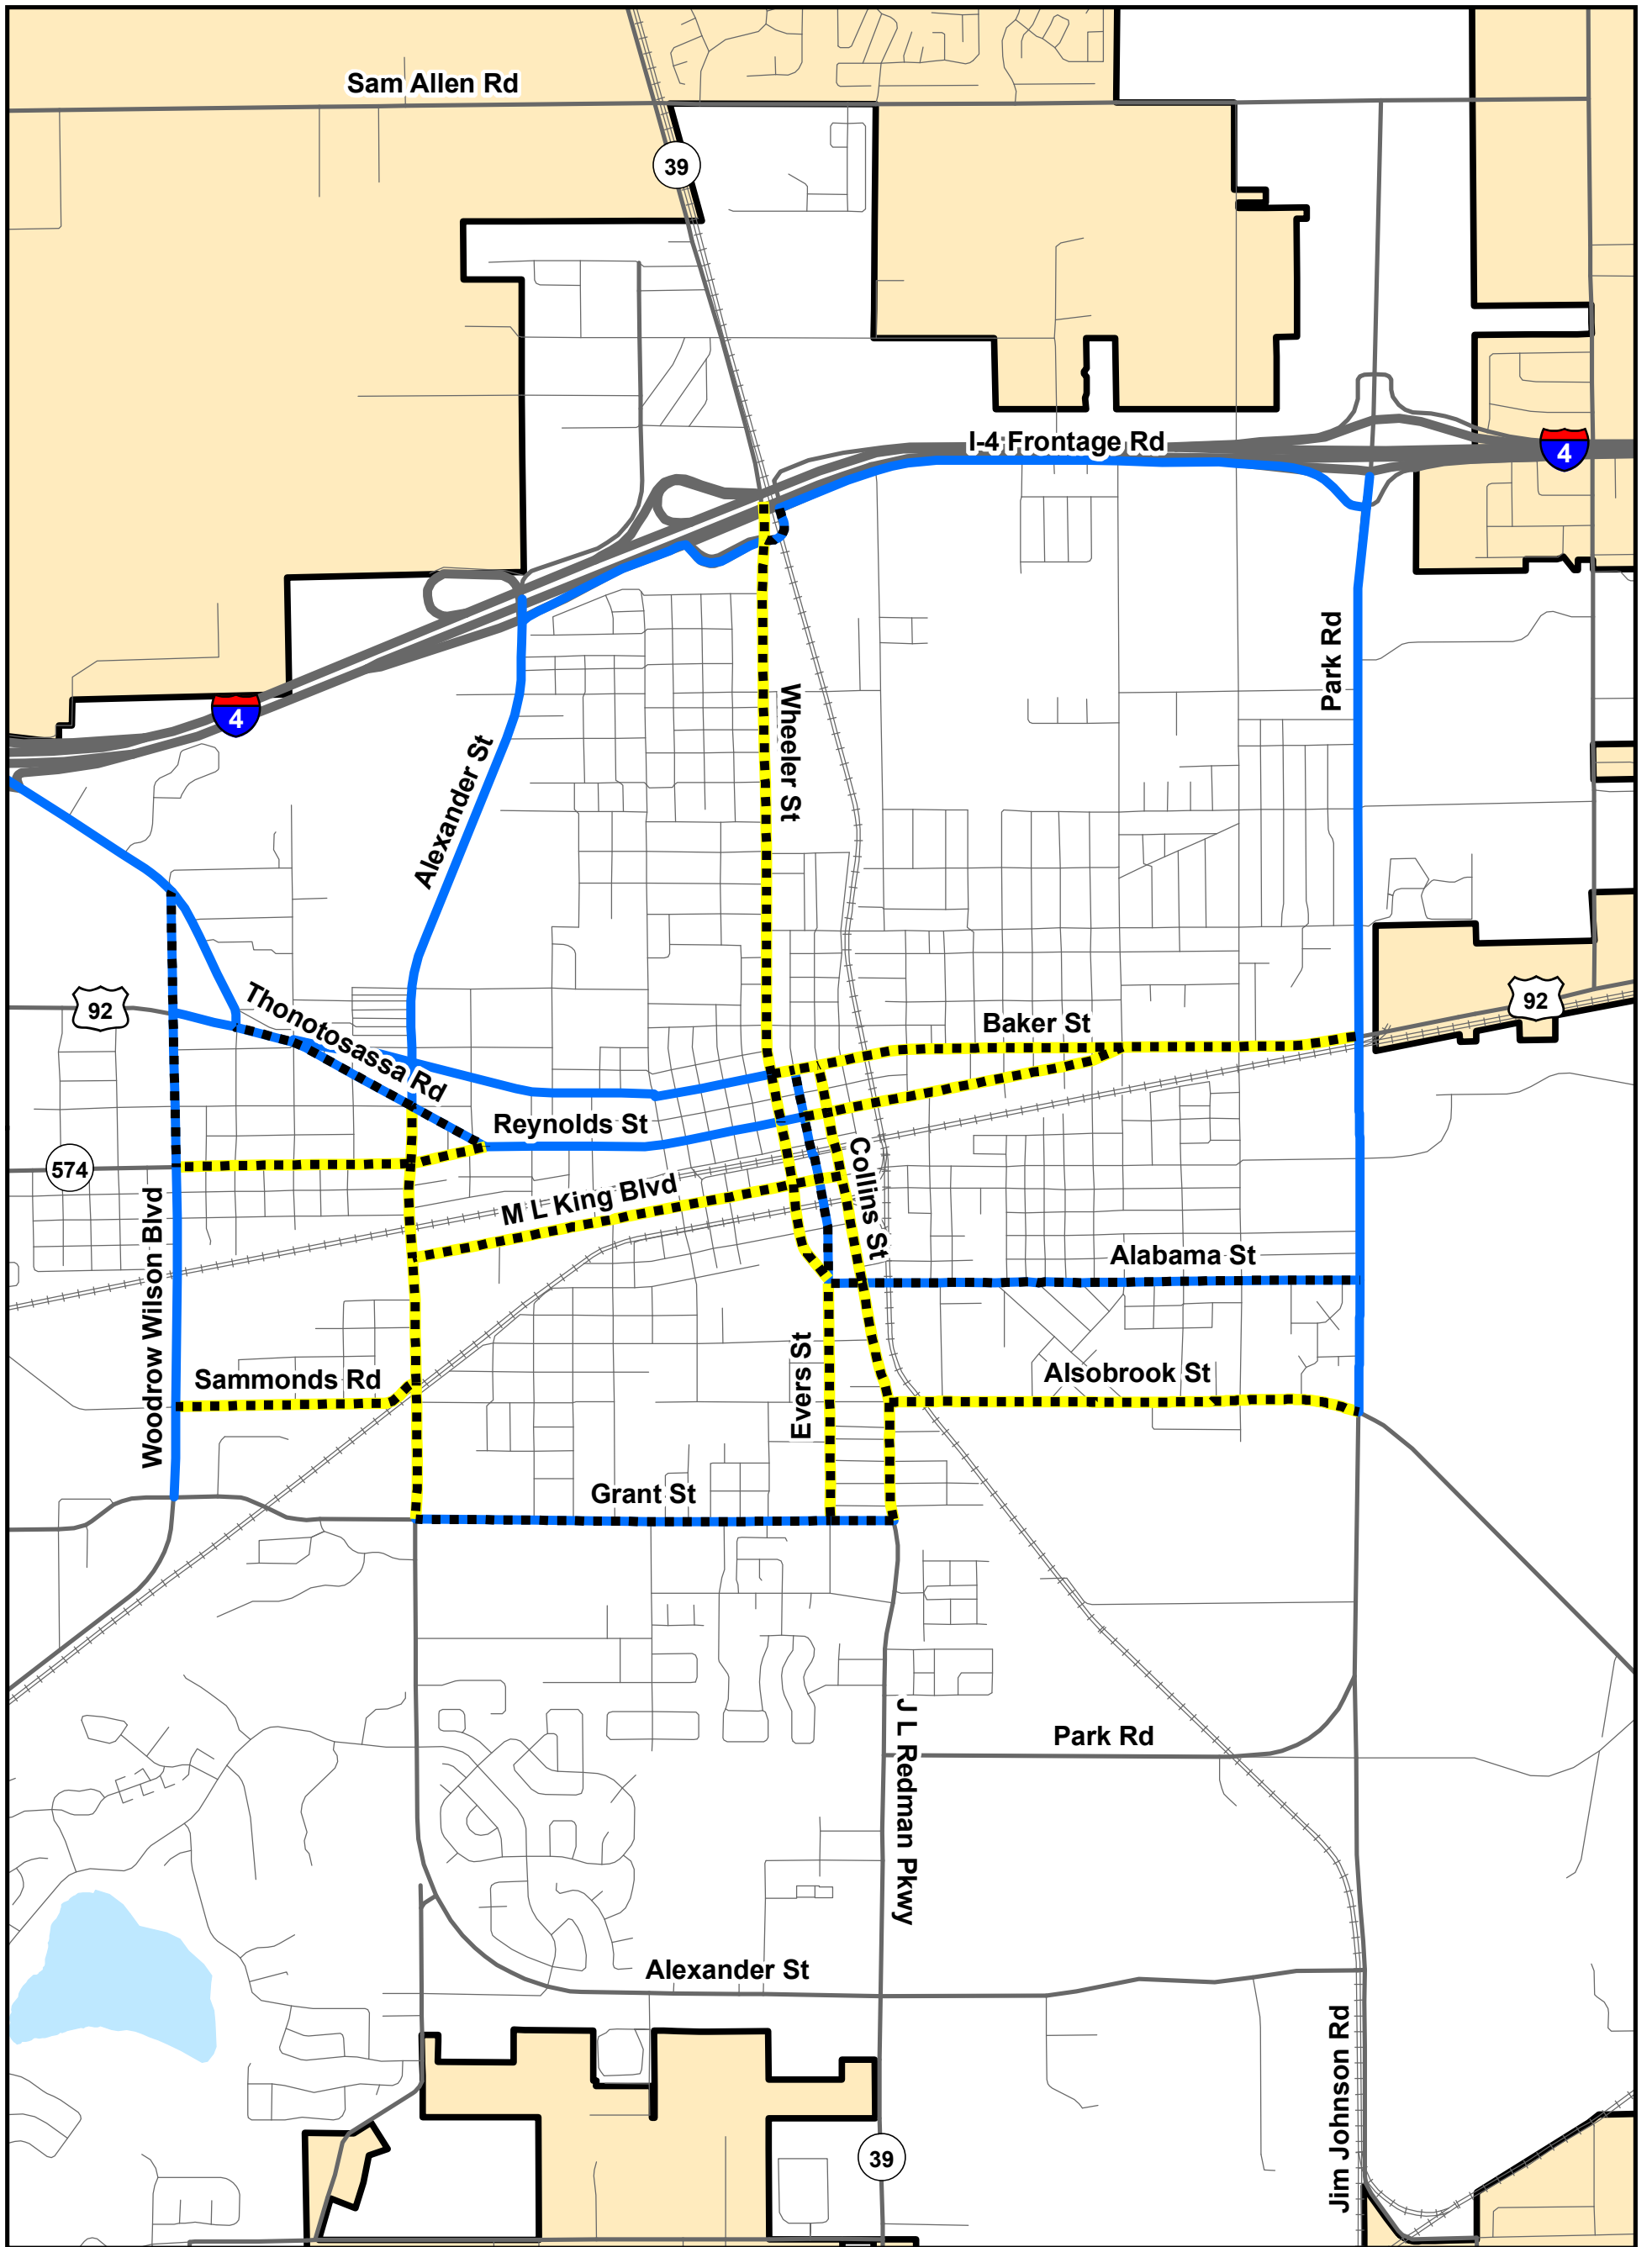 Sam Allen Rd
39
I-4 Frontage Rd
4
Park Rd
4
Wheeler St
Alexander St
92
92
Thonotosassa Rd
Baker St
Reynolds St
574
Collins St
M L King Blvd
Woodrow Wilson Blvd
Alabama St
Evers St
Sammonds Rd
Alsobrook St
Grant St
J L Redman Pkwy
Park Rd
Alexander St
Jim Johnson Rd
39